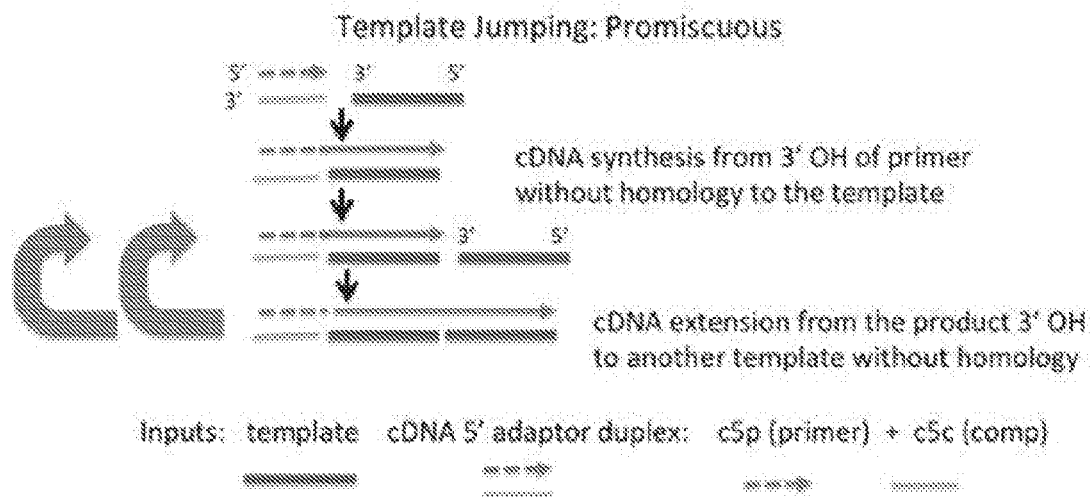 Template Jumping: Promiscuous
5' 3' 5'
3'
cDNA synthesis from 3' OH of primer
without homology to the template
3' 5'
cDNA extension from the product 3' OH
to another template without homology
Inputs: template cDNA 5' adaptor duplex: c5p (primer) + c5c (comp)